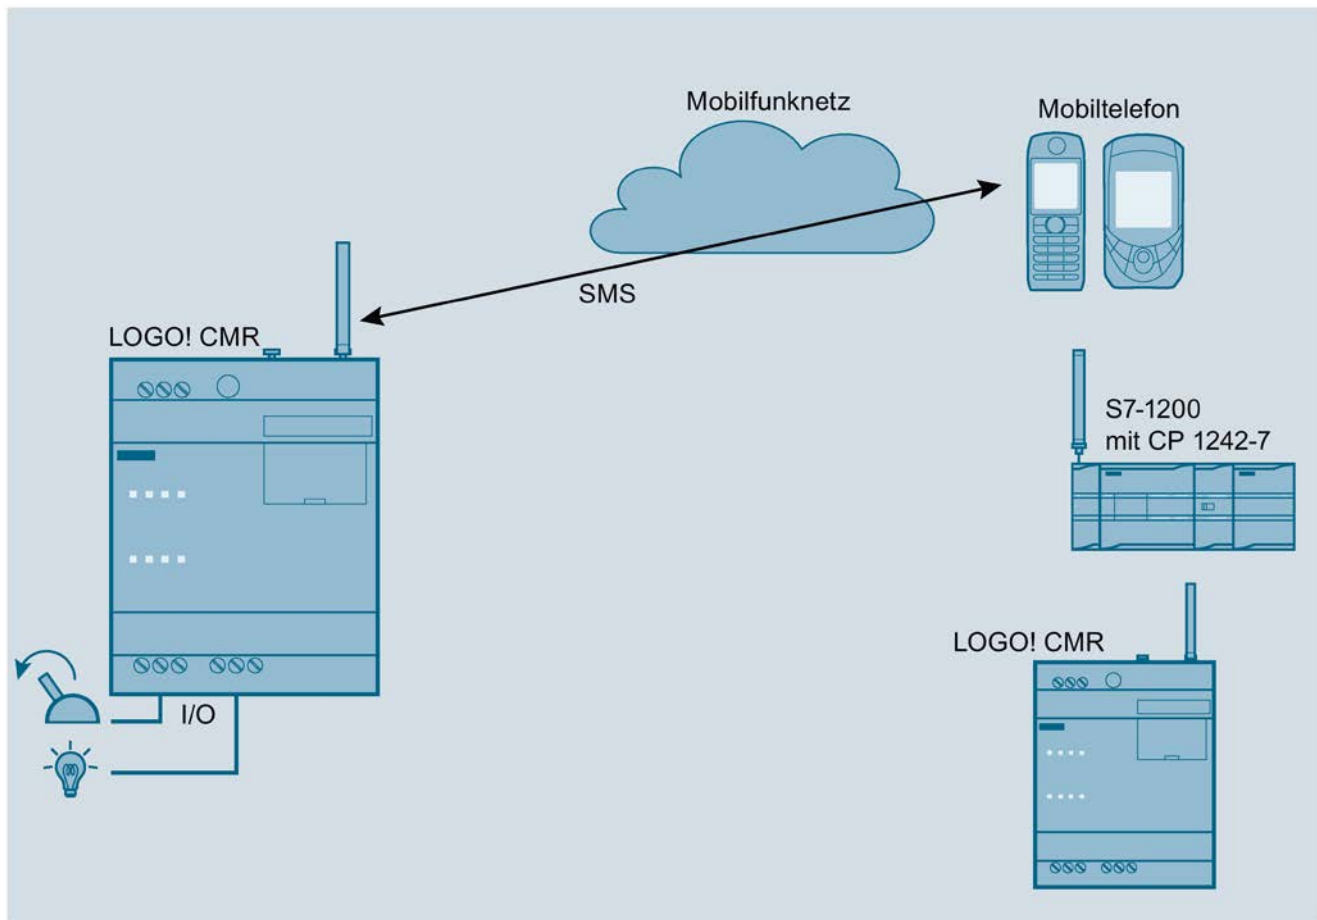 Mobilfunknetz
Mobiltelefon
SMS
LOGO! CMR
S7-1200
mit CP 1242-7
LOGO! CMR
I/O